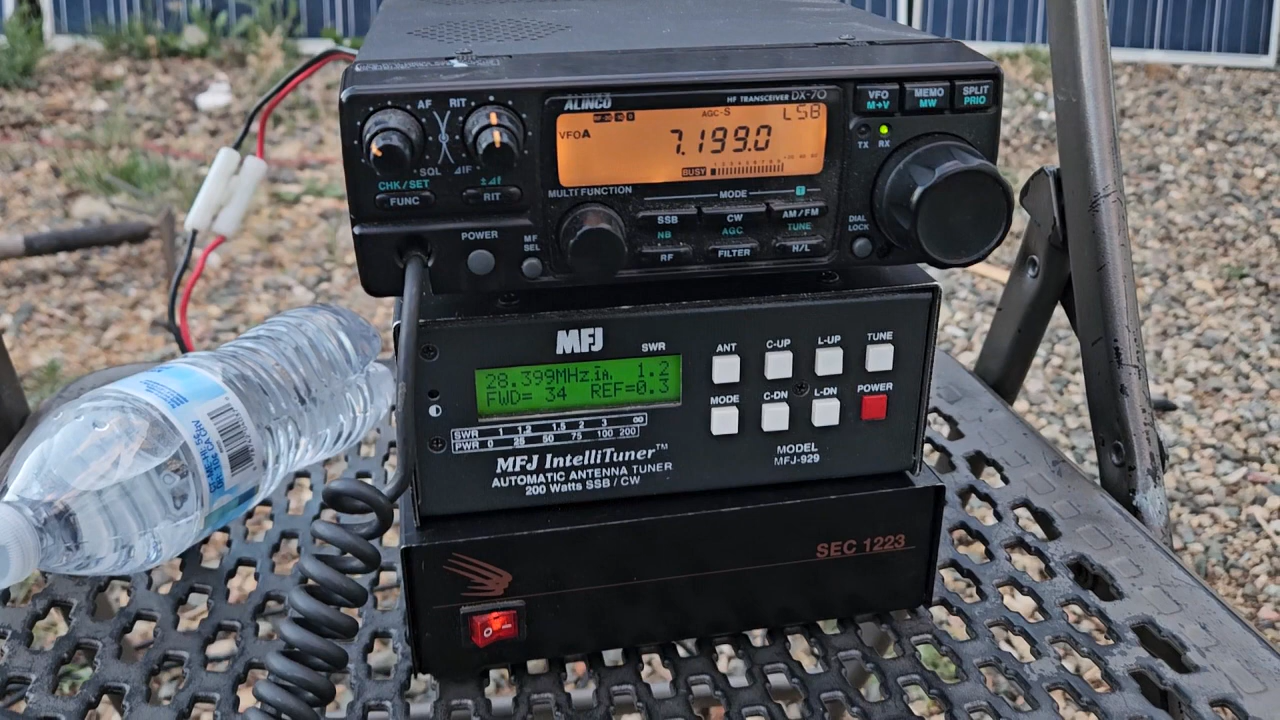 ALINCO
HF TRANSCEIVER DX-70
AF RIT
SQL IF
CHK/SET
FUNC
RIT
POWER
MF
SEL
VFOA
AGC-S
LSB
7.199.0
BUSY
MULTI FUNCTION
MODE
SSB
CW
AM/FM
NB
AGC
TUNE
RF
FILTER
H/L
VFO
M▸V
MEMO
MW
SPLIT
PRIO
TX RX
DIAL
LOCK
MFJ
SWR
28.399MHz 1.2
FWD= 34 REF=0.3
SWR 1 1.2 1.5 2 3 ∞
PWR 0 25 50 75 100 200
MFJ IntelliTuner™
AUTOMATIC ANTENNA TUNER
200 Watts SSB / CW
ANT
C-UP
L-UP
TUNE
MODE
C-DN
L-DN
POWER
MODEL
MFJ-929
SEC 1223